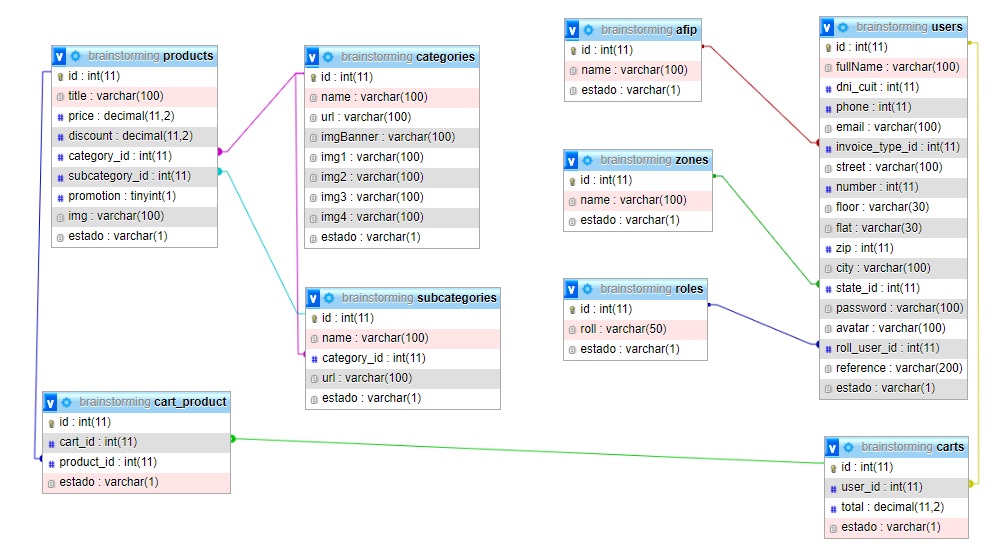 v brainstorming products
id : int(11)
title : varchar(100)
price : decimal(11,2)
discount : decimal(11,2)
category_id : int(11)
subcategory_id : int(11)
promotion : tinyint(1)
img : varchar(100)
estado : varchar(1)
v brainstorming categories
id : int(11)
name : varchar(100)
url : varchar(100)
imgBanner : varchar(100)
img1 : varchar(100)
img2 : varchar(100)
img3 : varchar(100)
img4 : varchar(100)
estado : varchar(1)
v brainstorming subcategories
id : int(11)
name : varchar(100)
category_id : int(11)
url : varchar(100)
estado : varchar(1)
v brainstorming cart_product
id : int(11)
cart_id : int(11)
product_id : int(11)
estado : varchar(1)
v brainstorming afip
id : int(11)
name : varchar(100)
estado : varchar(1)
v brainstorming zones
id : int(11)
name : varchar(100)
estado : varchar(1)
v brainstorming roles
id : int(11)
roll : varchar(50)
estado : varchar(1)
v brainstorming users
id : int(11)
fullName : varchar(100)
dni_cuit : int(11)
phone : int(11)
email : varchar(100)
invoice_type_id : int(11)
street : varchar(100)
number : int(11)
floor : varchar(30)
flat : varchar(30)
zip : int(11)
city : varchar(100)
state_id : int(11)
password : varchar(100)
avatar : varchar(100)
roll_user_id : int(11)
reference : varchar(200)
estado : varchar(1)
v brainstorming carts
id : int(11)
user_id : int(11)
total : decimal(11,2)
estado : varchar(1)